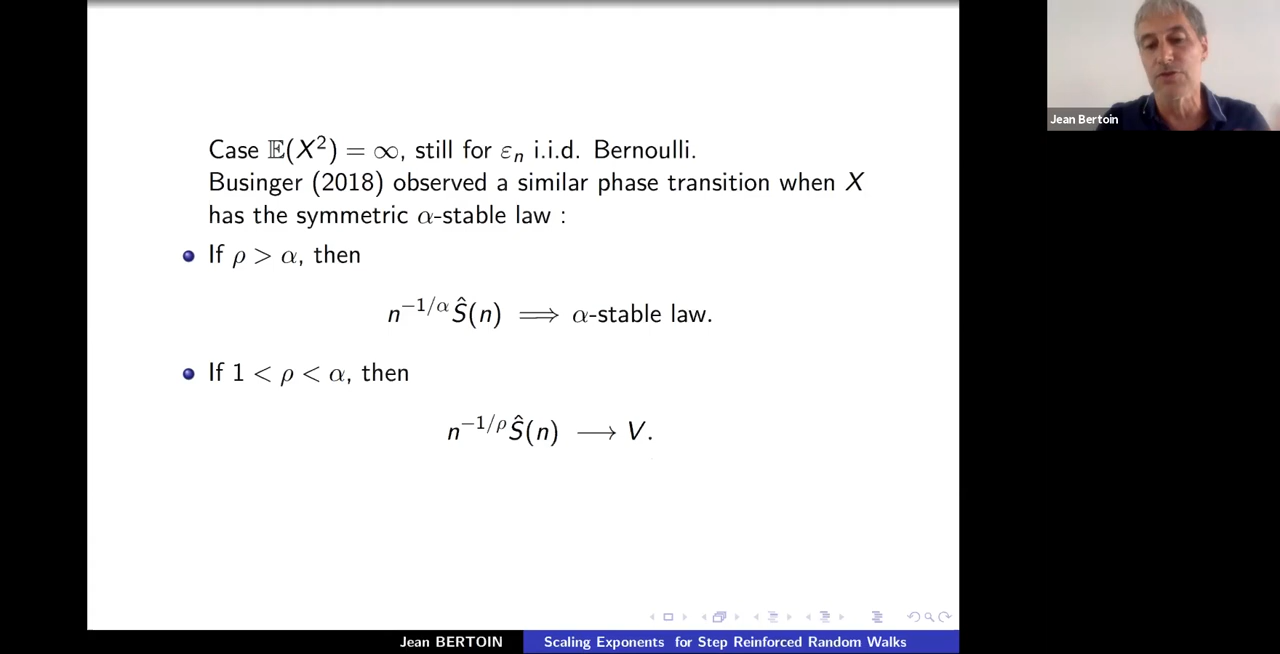 Case 𝔼(X²) = ∞, still for εₙ i.i.d. Bernoulli.
Businger (2018) observed a similar phase transition when X
has the symmetric α-stable law :
If ρ > α, then
n^{-1/α}Ŝ(n) ⟹ α-stable law.
If 1 < ρ < α, then
n^{-1/ρ}Ŝ(n) ⟶ V.
Jean BERTOIN
Scaling Exponents for Step Reinforced Random Walks
Jean Bertoin